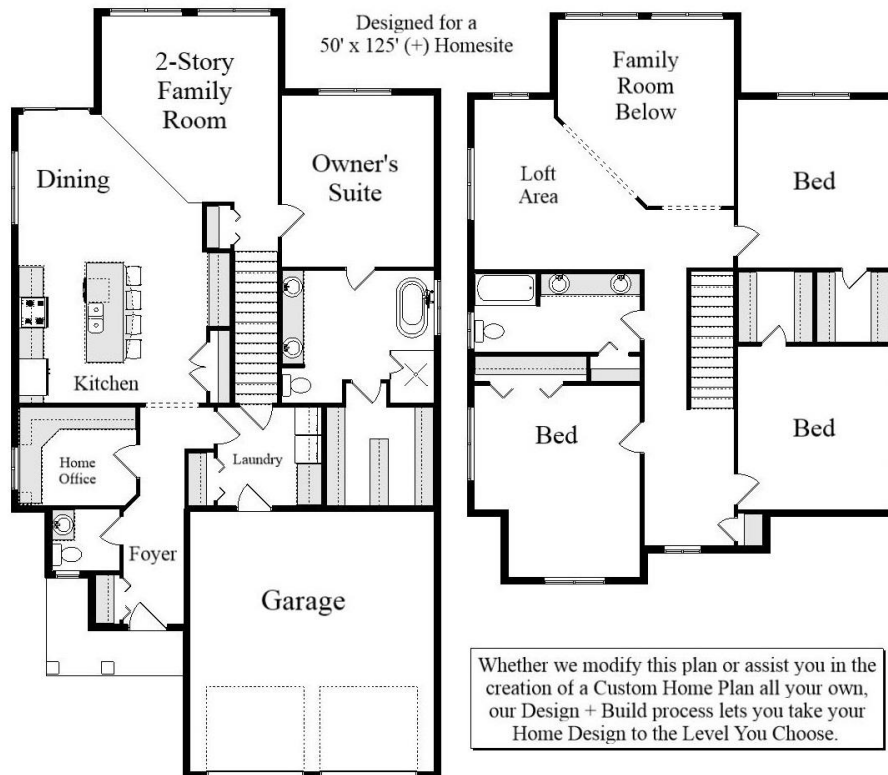 Designed for a
50' x 125' (+) Homesite
2-Story
Family
Room
Dining
Owner's
Suite
Kitchen
Home
Office
Laundry
Foyer
Garage
Family
Room
Below
Loft
Area
Bed
Bed
Bed
Whether we modify this plan or assist you in the
creation of a Custom Home Plan all your own,
our Design + Build process lets you take your
Home Design to the Level You Choose.